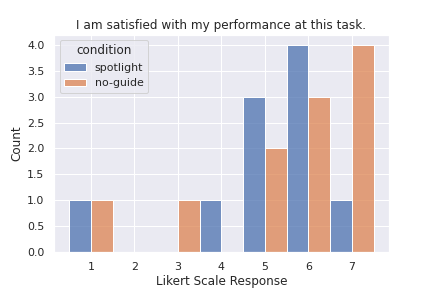 I am satisfied with my performance at this task.
condition
spotlight
no-guide
4.0
3.5
3.0
2.5
2.0
1.5
1.0
0.5
0.0
Count
1 2 3 4 5 6 7
Likert Scale Response